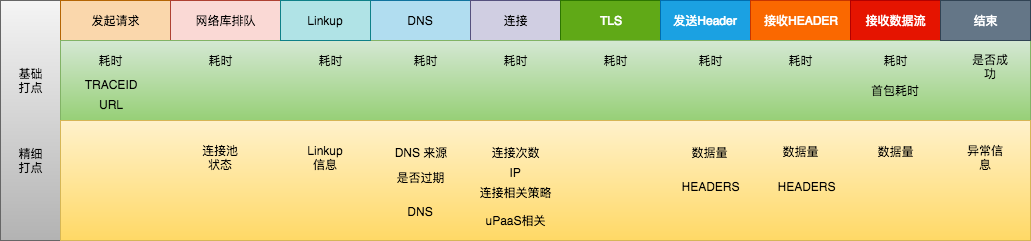 发起请求
网络库排队
Linkup
DNS
连接
TLS
发送Header
接收HEADER
接收数据流
结束
基础
打点
耗时
TRACEID
URL
耗时
耗时
耗时
耗时
耗时
耗时
耗时
耗时
首包耗时
是否成
功
精细
打点
连接池
状态
Linkup
信息
DNS 来源
是否过期
DNS
连接次数
IP
连接相关策略
uPaaS相关
数据量
HEADERS
数据量
HEADERS
数据量
异常信
息